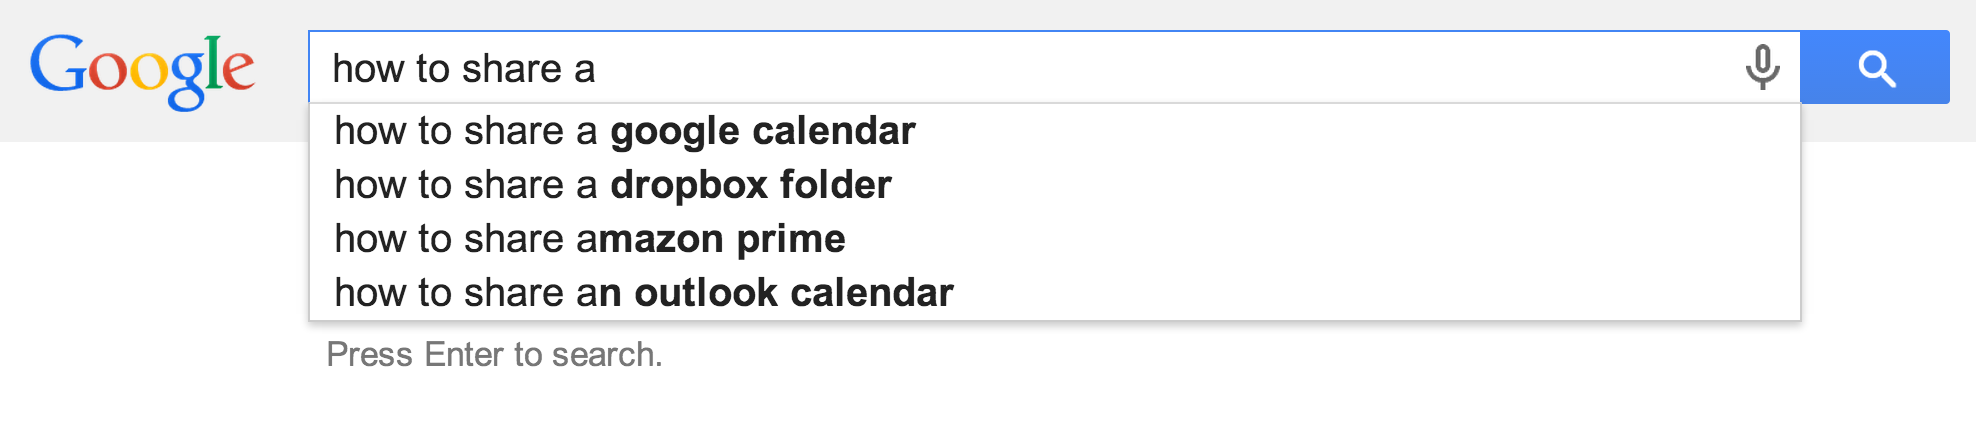 Google
how to share a
how to share a google calendar
how to share a dropbox folder
how to share amazon prime
how to share an outlook calendar
Press Enter to search.